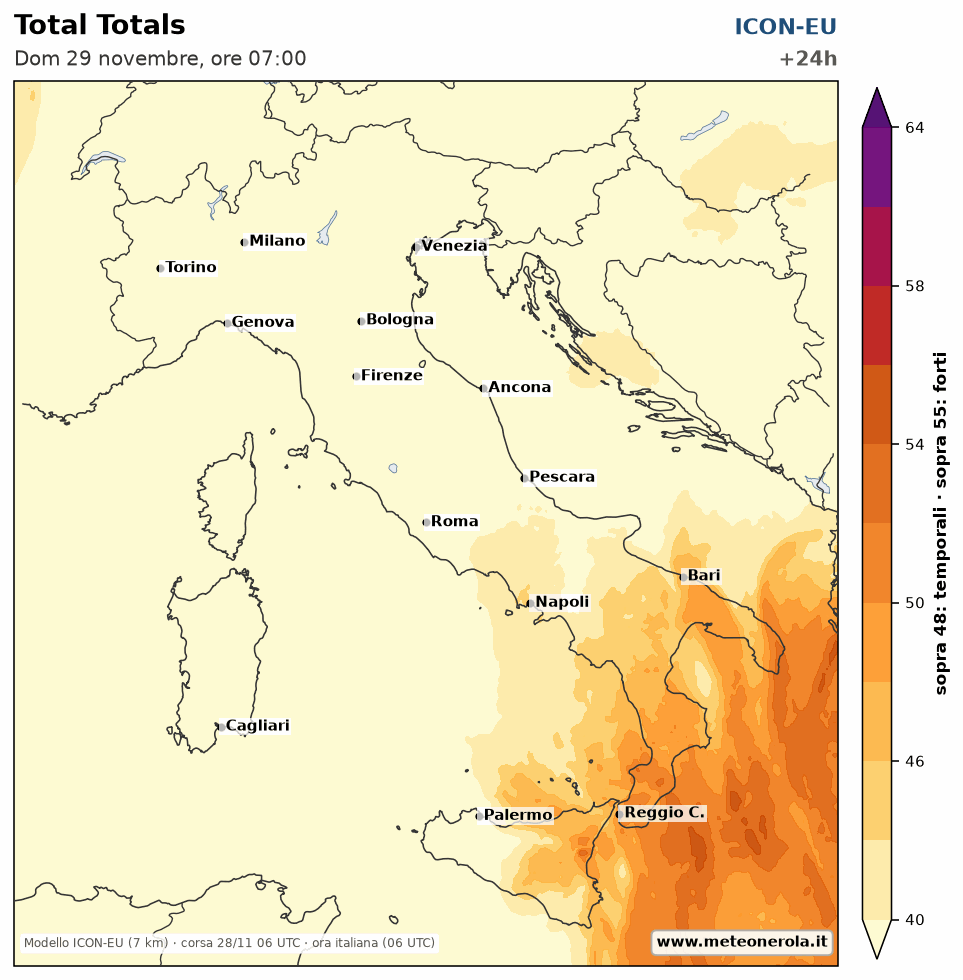 Total Totals
ICON-EU
Dom 29 novembre, ore 07:00
+24h
Milano
Venezia
Torino
Genova
Bologna
Firenze
Ancona
Pescara
Roma
Bari
Napoli
Cagliari
Palermo
Reggio C.
64
58
54
50
46
40
sopra 48: temporali · sopra 55: forti
Modello ICON-EU (7 km) · corsa 28/11 06 UTC · ora italiana (06 UTC)
www.meteonerola.it